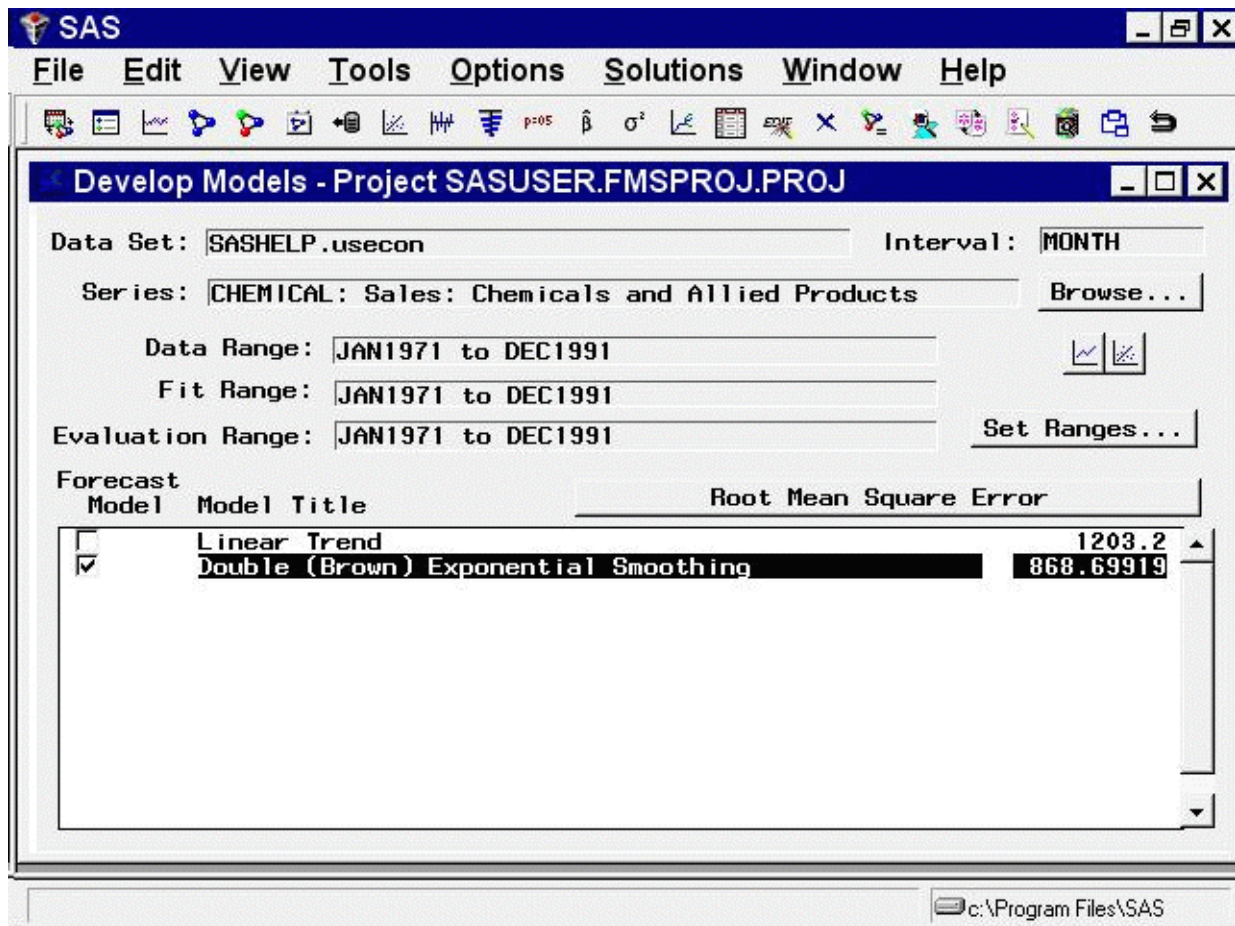 SAS
File Edit View Tools Options Solutions Window Help
p=05 β̂ σ² EDIT
Develop Models - Project SASUSER.FMSPROJ.PROJ
Data Set: SASHELP.usecon Interval: MONTH
Series: CHEMICAL: Sales: Chemicals and Allied Products Browse...
Data Range: JAN1971 to DEC1991
Fit Range: JAN1971 to DEC1991
Evaluation Range: JAN1971 to DEC1991 Set Ranges...
Forecast
Model Model Title Root Mean Square Error
Linear Trend 1203.2
Double (Brown) Exponential Smoothing 868.69919
c:\Program Files\SAS